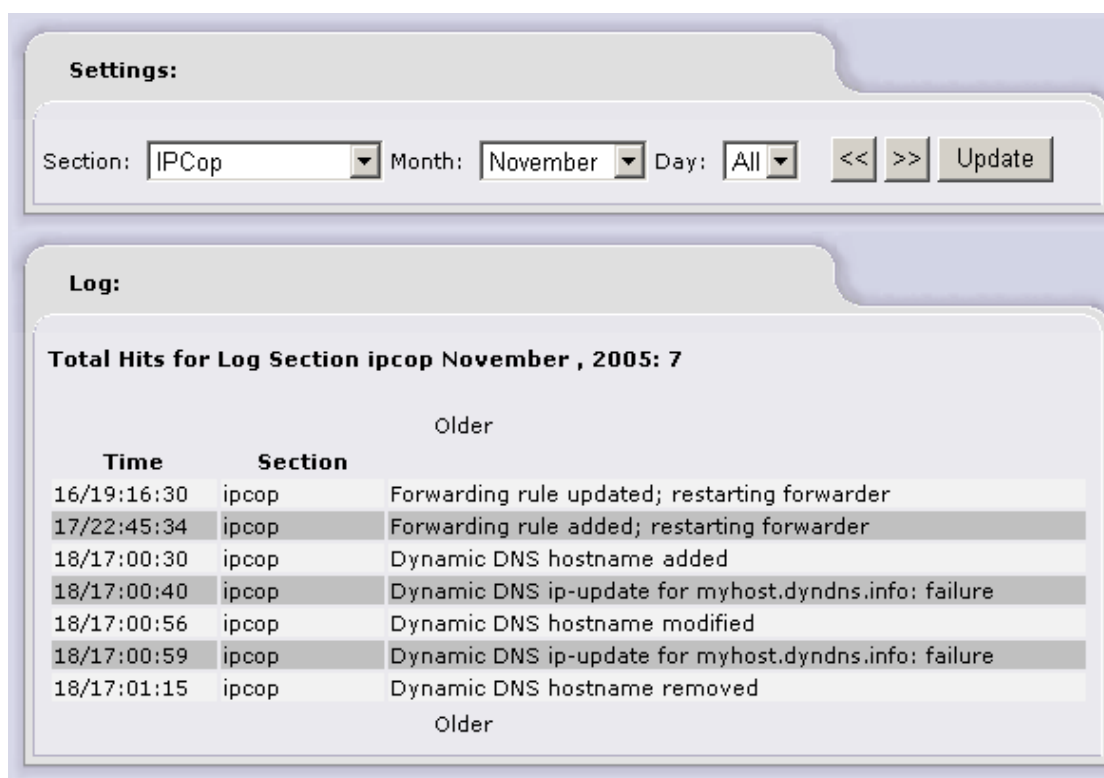 Settings:
Section: IPCop Month: November Day: All << >> Update
Log:
Total Hits for Log Section ipcop November , 2005: 7
Older
Time Section
16/19:16:30 ipcop Forwarding rule updated; restarting forwarder
17/22:45:34 ipcop Forwarding rule added; restarting forwarder
18/17:00:30 ipcop Dynamic DNS hostname added
18/17:00:40 ipcop Dynamic DNS ip-update for myhost.dyndns.info: failure
18/17:00:56 ipcop Dynamic DNS hostname modified
18/17:00:59 ipcop Dynamic DNS ip-update for myhost.dyndns.info: failure
18/17:01:15 ipcop Dynamic DNS hostname removed
Older